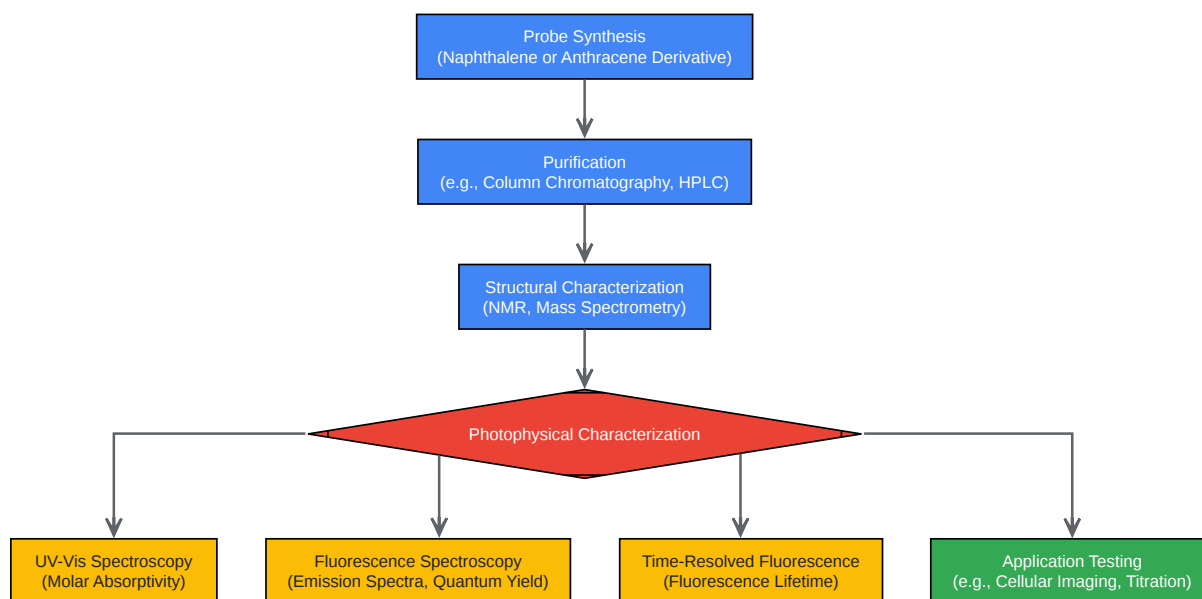 Probe Synthesis
(Naphthalene or Anthracene Derivative)
Purification
(e.g., Column Chromatography, HPLC)
Structural Characterization
(NMR, Mass Spectrometry)
Photophysical Characterization
UV-Vis Spectroscopy
(Molar Absorptivity)
Fluorescence Spectroscopy
(Emission Spectra, Quantum Yield)
Time-Resolved Fluorescence
(Fluorescence Lifetime)
Application Testing
(e.g., Cellular Imaging, Titration)